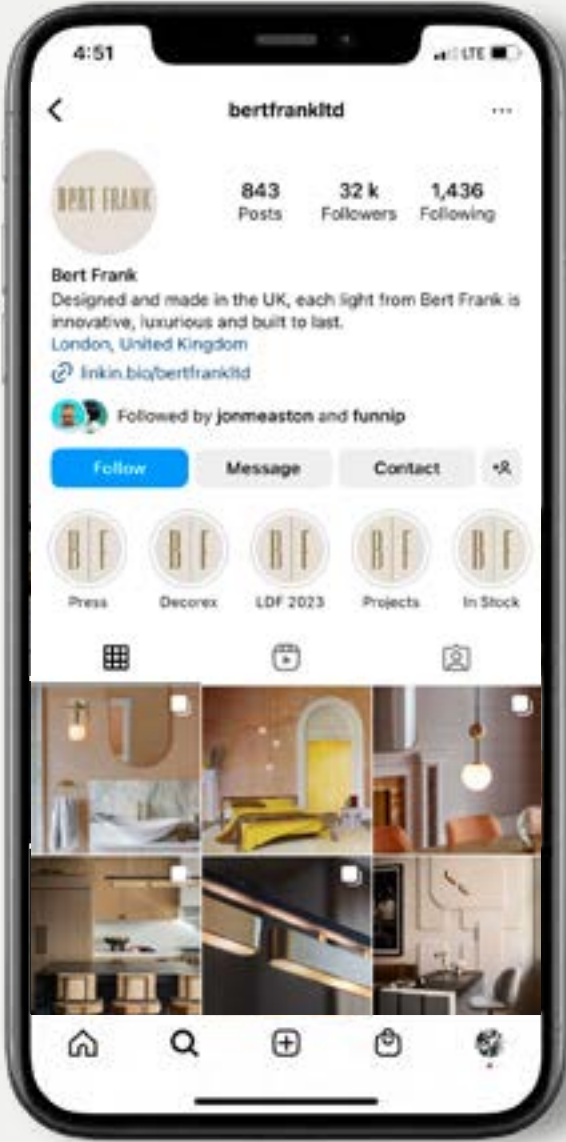 4:51
LTE
bertfrankltd
BERT FRANK
843
32 k
1,436
Posts
Followers
Following
Bert Frank
Designed and made in the UK, each light from Bert Frank is
innovative, luxurious and built to last.
London, United Kingdom
linkin.bio/bertfrankltd
Followed by jonmeaston and funnip
Follow
Message
Contact
B F
B F
B F
B F
B F
Press
Decorex
LDF 2023
Projects
In Stock